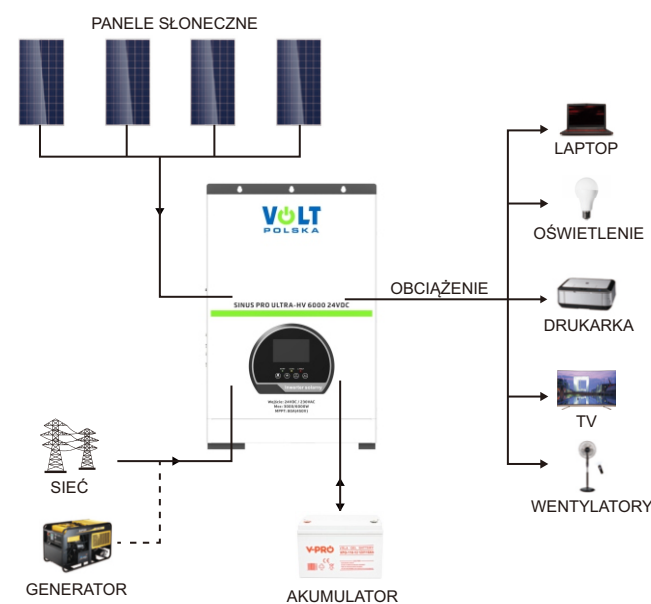 PANELE SŁONECZNE
VOLT
POLSKA
SINUS PRO ULTRA-HV 6000 24VDC
OBCIĄŻENIE
LAPTOP
OŚWIETLENIE
DRUKARKA
TV
WENTYLATORY
SIEĆ
GENERATOR
V-PRO
AKUMULATOR